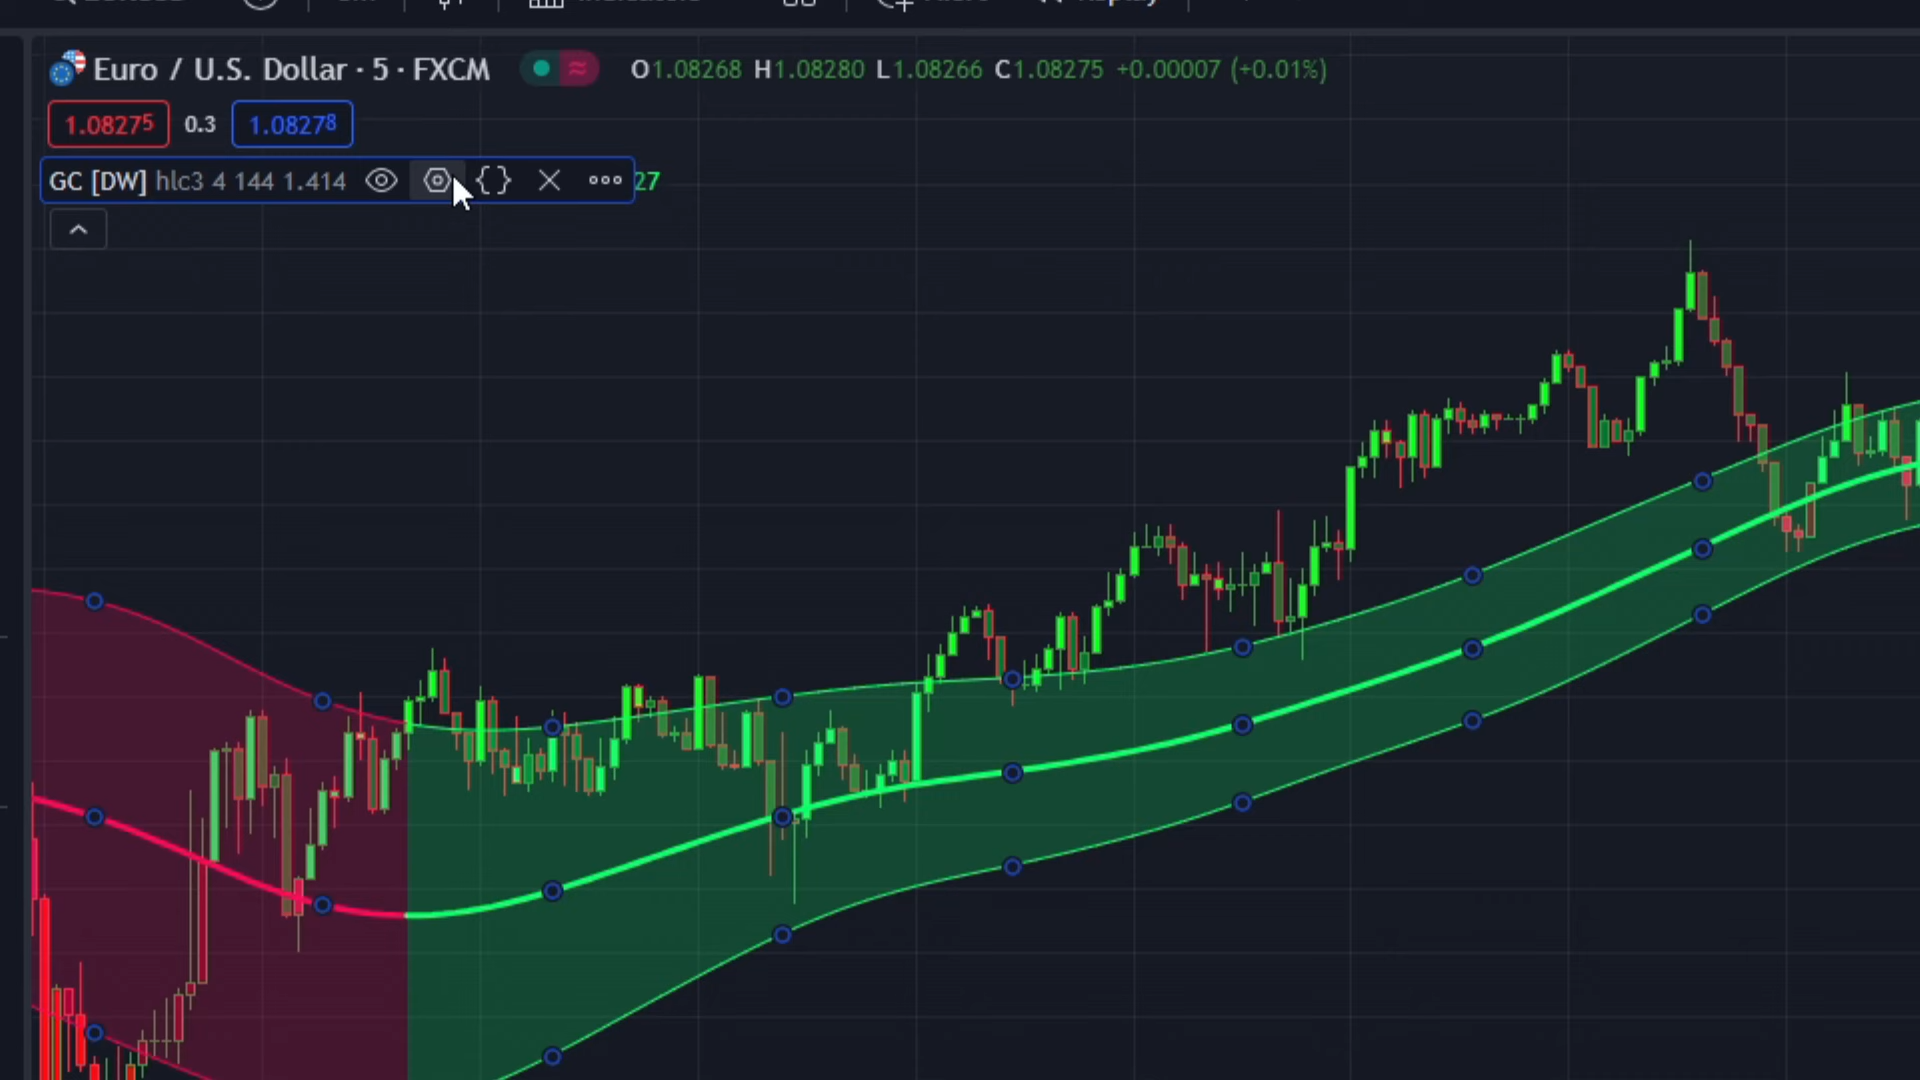 Euro / U.S. Dollar · 5 · FXCM O1.08268 H1.08280 L1.08266 C1.08275 +0.00007 (+0.01%)
1.08275 0.3 1.08278
GC [DW] hlc3 4 144 1.414 27